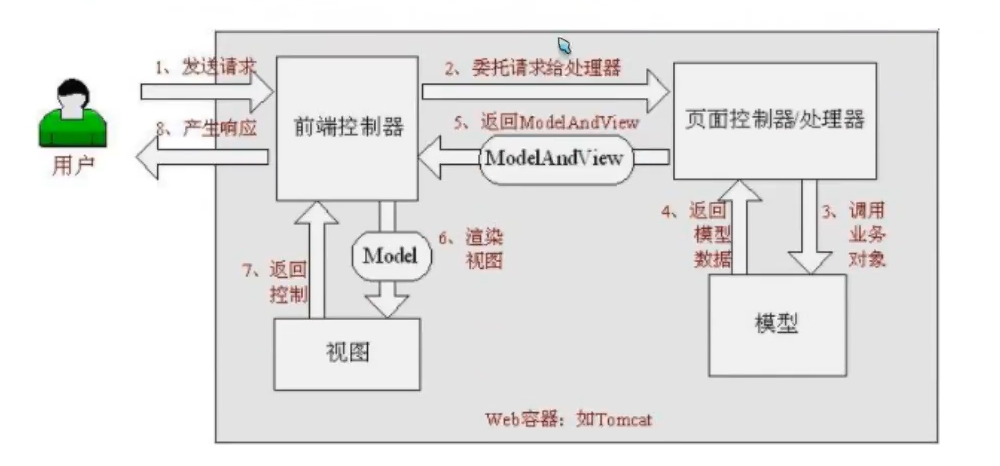 1、发送请求
2、委托请求给处理器
用户
8、产生响应
前端控制器
5、返回ModelAndView
ModelAndView
页面控制器/处理器
4、返回
模型
数据
3、调用
业务
对象
Model
6、渲染
视图
7、返回
控制
视图
模型
Web容器：如Tomcat